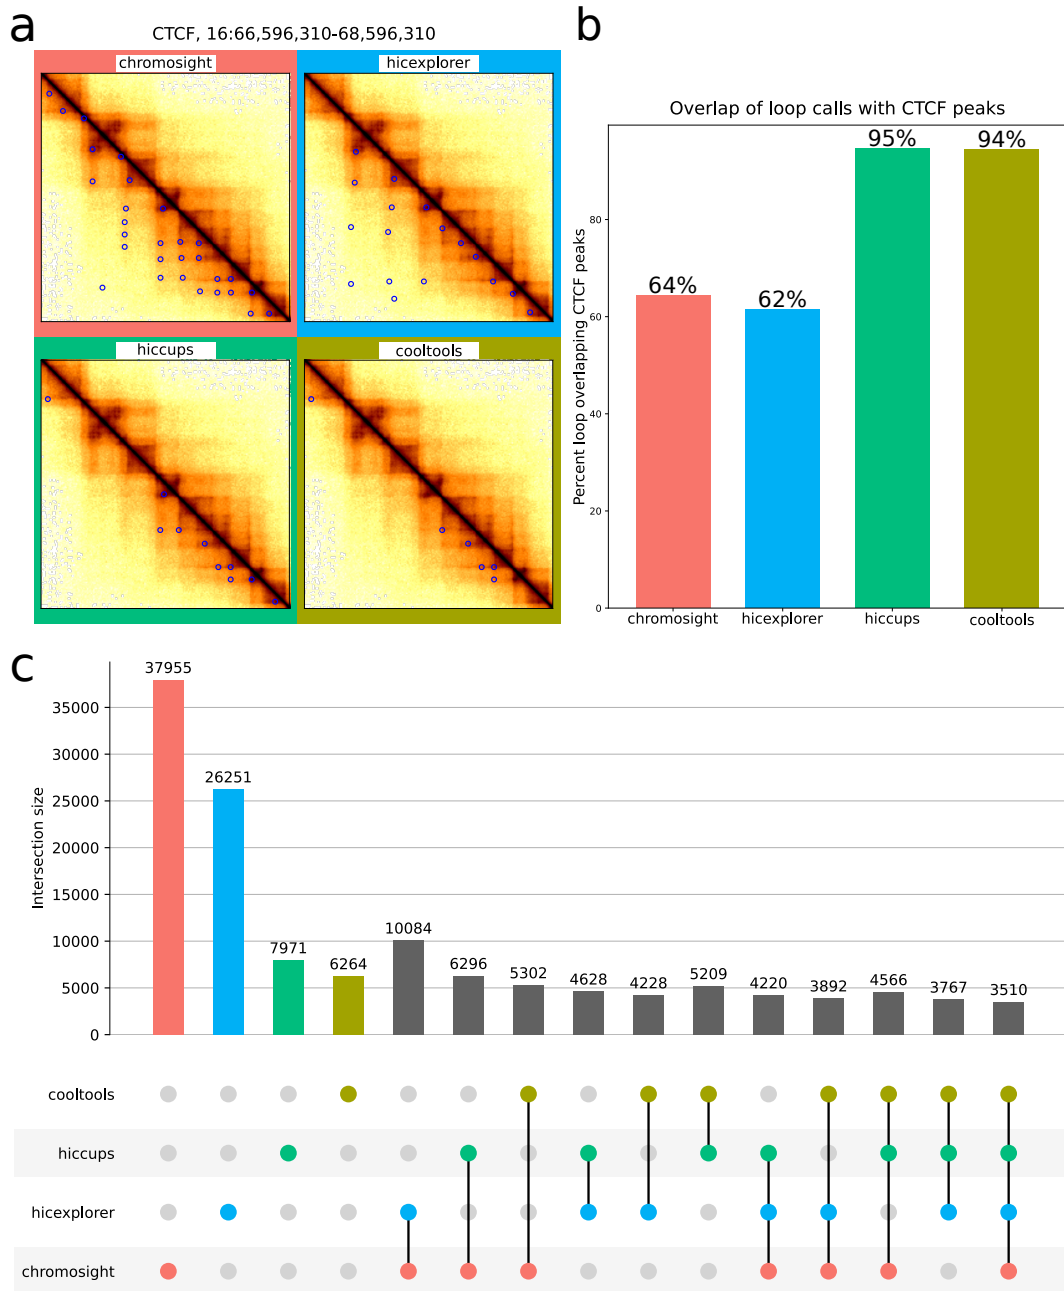 a
CTCF, 16:66,596,310-68,596,310
chromosight
hicexplorer
hiccups
cooltools
b
Overlap of loop calls with CTCF peaks
Percent loop overlapping CTCF peaks
80
60
40
20
0
64%
62%
95%
94%
chromosight
hicexplorer
hiccups
cooltools
c
Intersection size
35000
30000
25000
20000
15000
10000
5000
0
37955
26251
7971
6264
10084
6296
5302
4628
4228
5209
4220
3892
4566
3767
3510
cooltools
hiccups
hicexplorer
chromosight